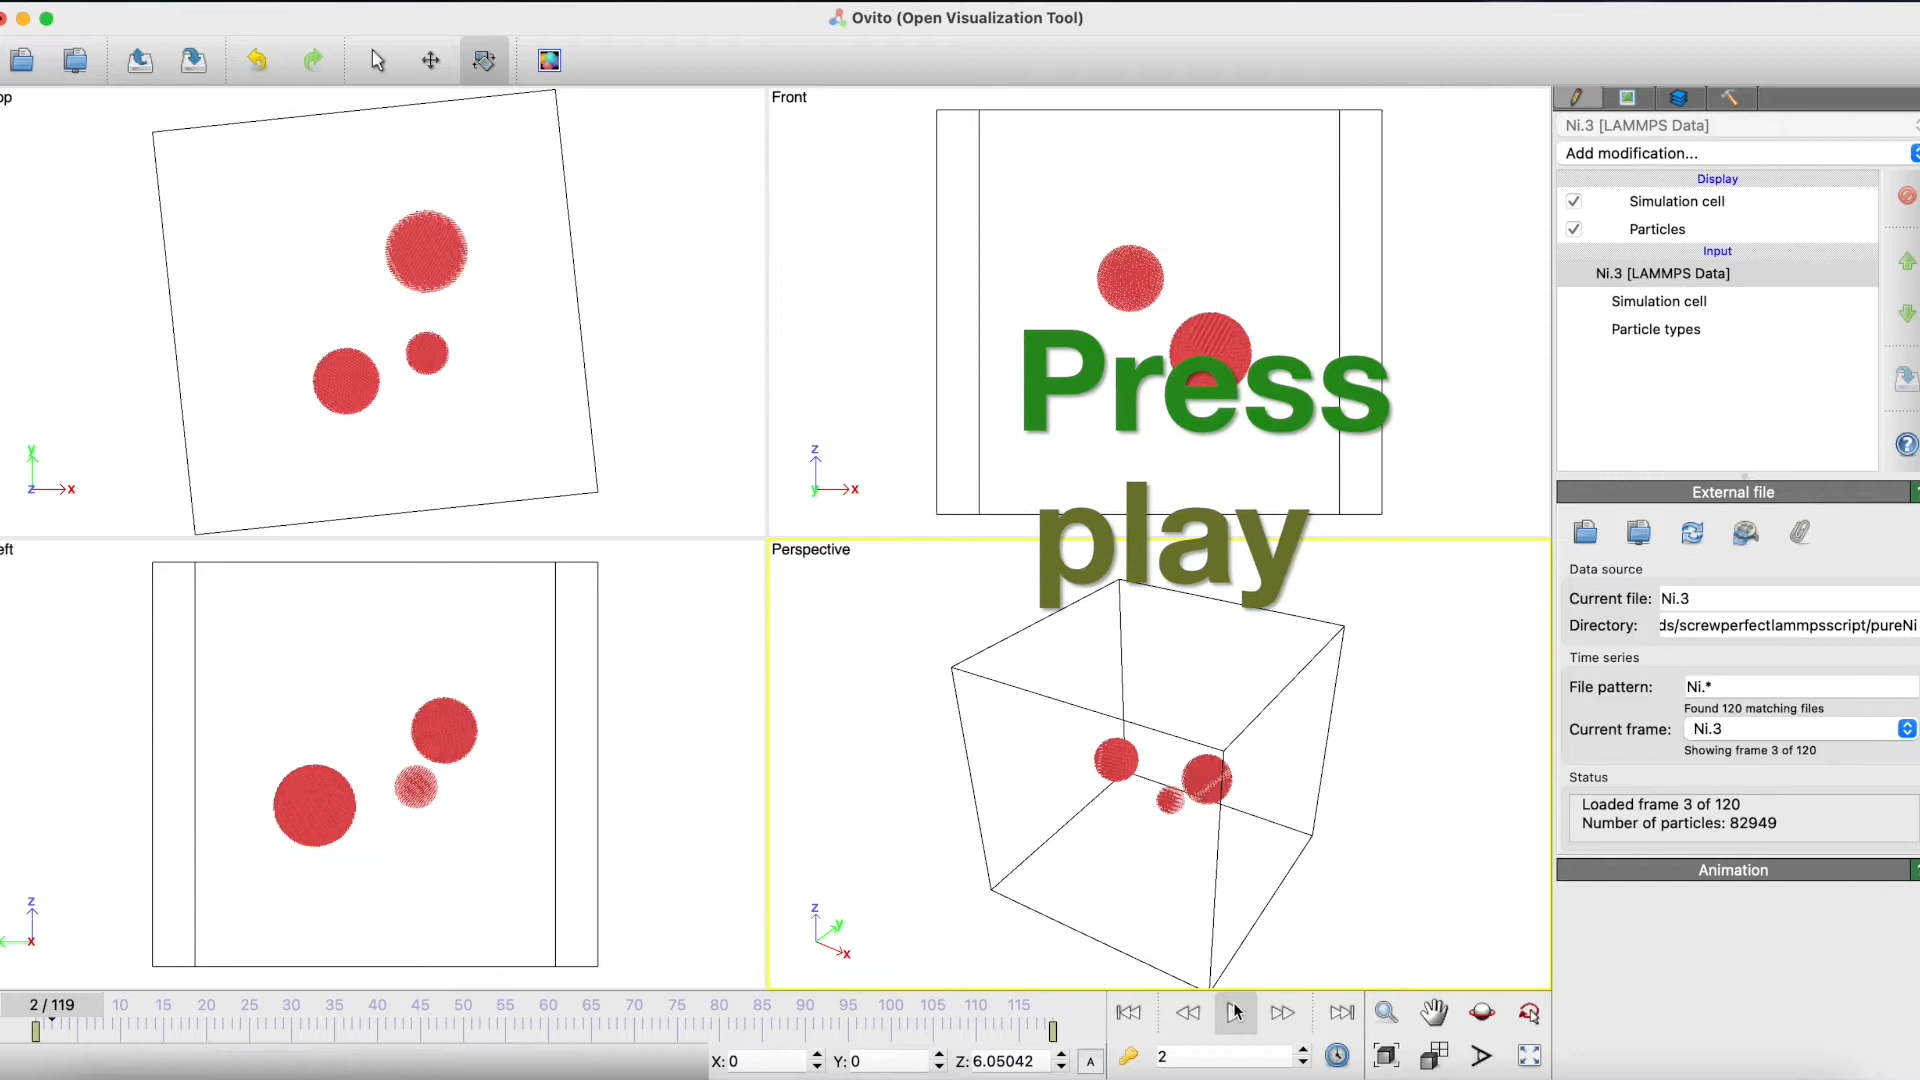 Ovito (Open Visualization Tool)
op
Front
Ni.3 [LAMMPS Data]
Add modification...
Display
Simulation cell
Particles
Input
Ni.3 [LAMMPS Data]
Simulation cell
Particle types
Press
play
y
z
x
z
y
x
External file
Data source
Current file: Ni.3
Directory: ds/screwperfectlammpsscript/pureNi
Time series
File pattern: Ni.*
Found 120 matching files
Current frame: Ni.3
Showing frame 3 of 120
Status
Loaded frame 3 of 120
Number of particles: 82949
Animation
eft
Perspective
z
x
z
y
x
2 / 119 10 15 20 25 30 35 40 45 50 55 60 65 70 75 80 85 90 95 100 105 110 115
X: 0 Y: 0 Z: 6.05042 A 2